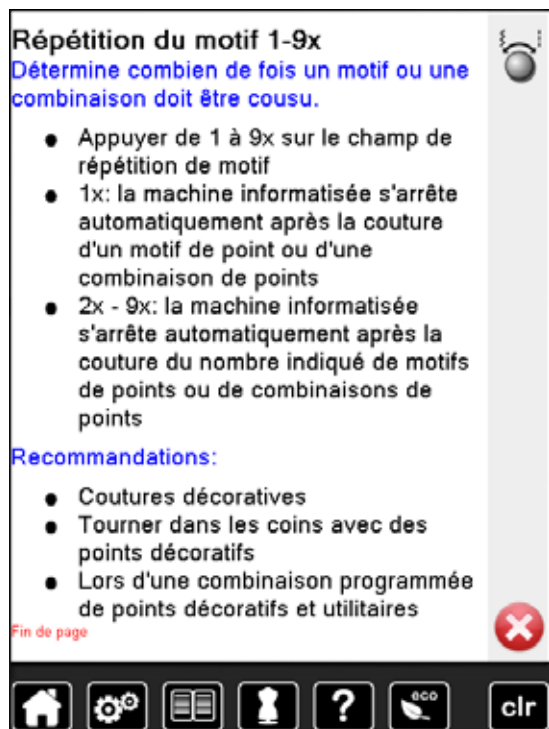 Répétition du motif 1-9x
Détermine combien de fois un motif ou une
combinaison doit être cousu.
● Appuyer de 1 à 9x sur le champ de
répétition de motif
● 1x: la machine informatisée s'arrête
automatiquement après la couture
d'un motif de point ou d'une
combinaison de points
● 2x - 9x: la machine informatisée
s'arrête automatiquement après la
couture du nombre indiqué de motifs
de points ou de combinaisons de
points
Recommandations:
● Coutures décoratives
● Tourner dans les coins avec des
points décoratifs
● Lors d'une combinaison programmée
de points décoratifs et utilitaires
Fin de page
?
eco
clr